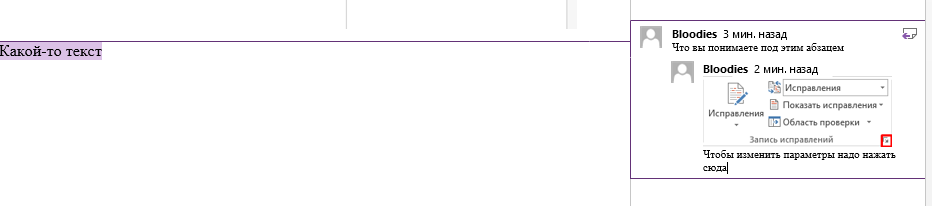 Какой-то текст
Bloodies 3 мин. назад
Что вы понимаете под этим абзацем
Bloodies 2 мин. назад
Исправления
Исправления
Показать исправления
Область проверки
Запись исправлений
Чтобы изменить параметры надо нажать
сюда